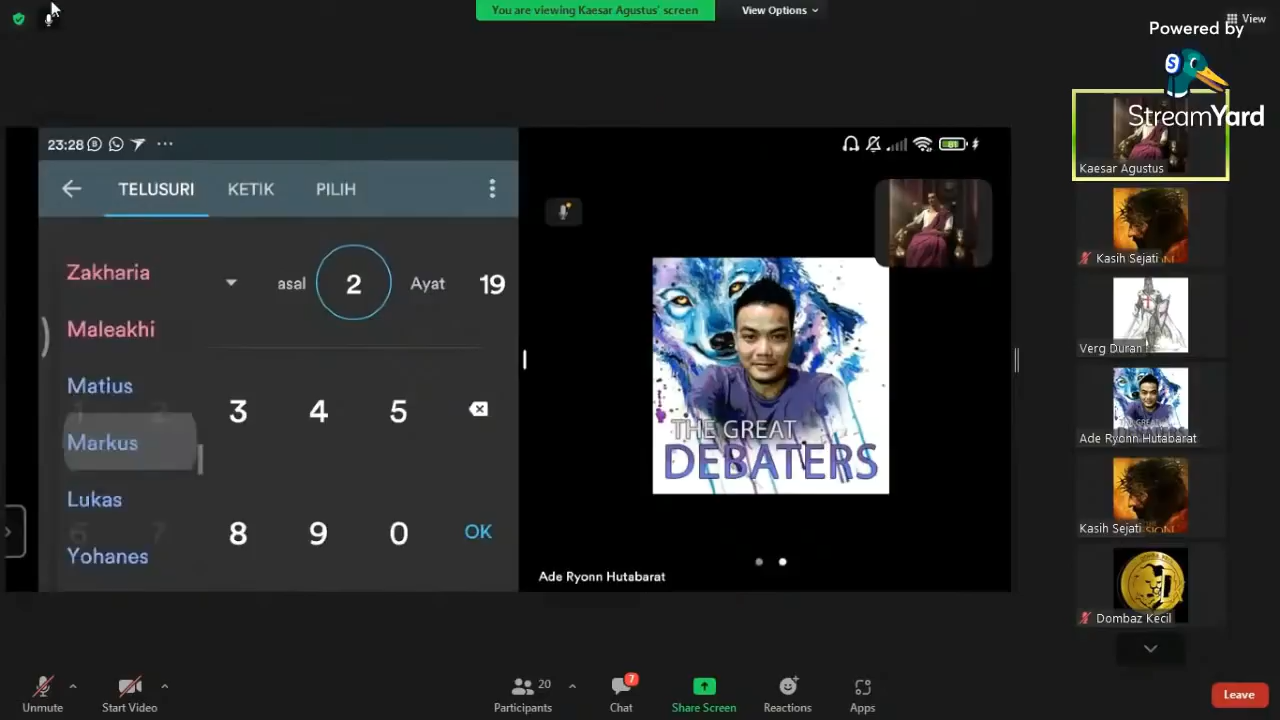 You are viewing Kaesar Agustus' screen
View Options
View
Powered by
StreamYard
23:28
81
TELUSURI
KETIK
PILIH
Zakharia
asal
2
Ayat
19
Maleakhi
Matius
3
4
5
Markus
Lukas
8
9
0
OK
Yohanes
THE GREAT
DEBATERS
Ade Ryonn Hutabarat
Kaesar Agustus
Kasih Sejati
Verg Duran
Ade Ryonn Hutabarat
Kasih Sejati
Dombaz Kecil
Unmute
Start Video
Participants
20
Chat
7
Share Screen
Reactions
Apps
Leave